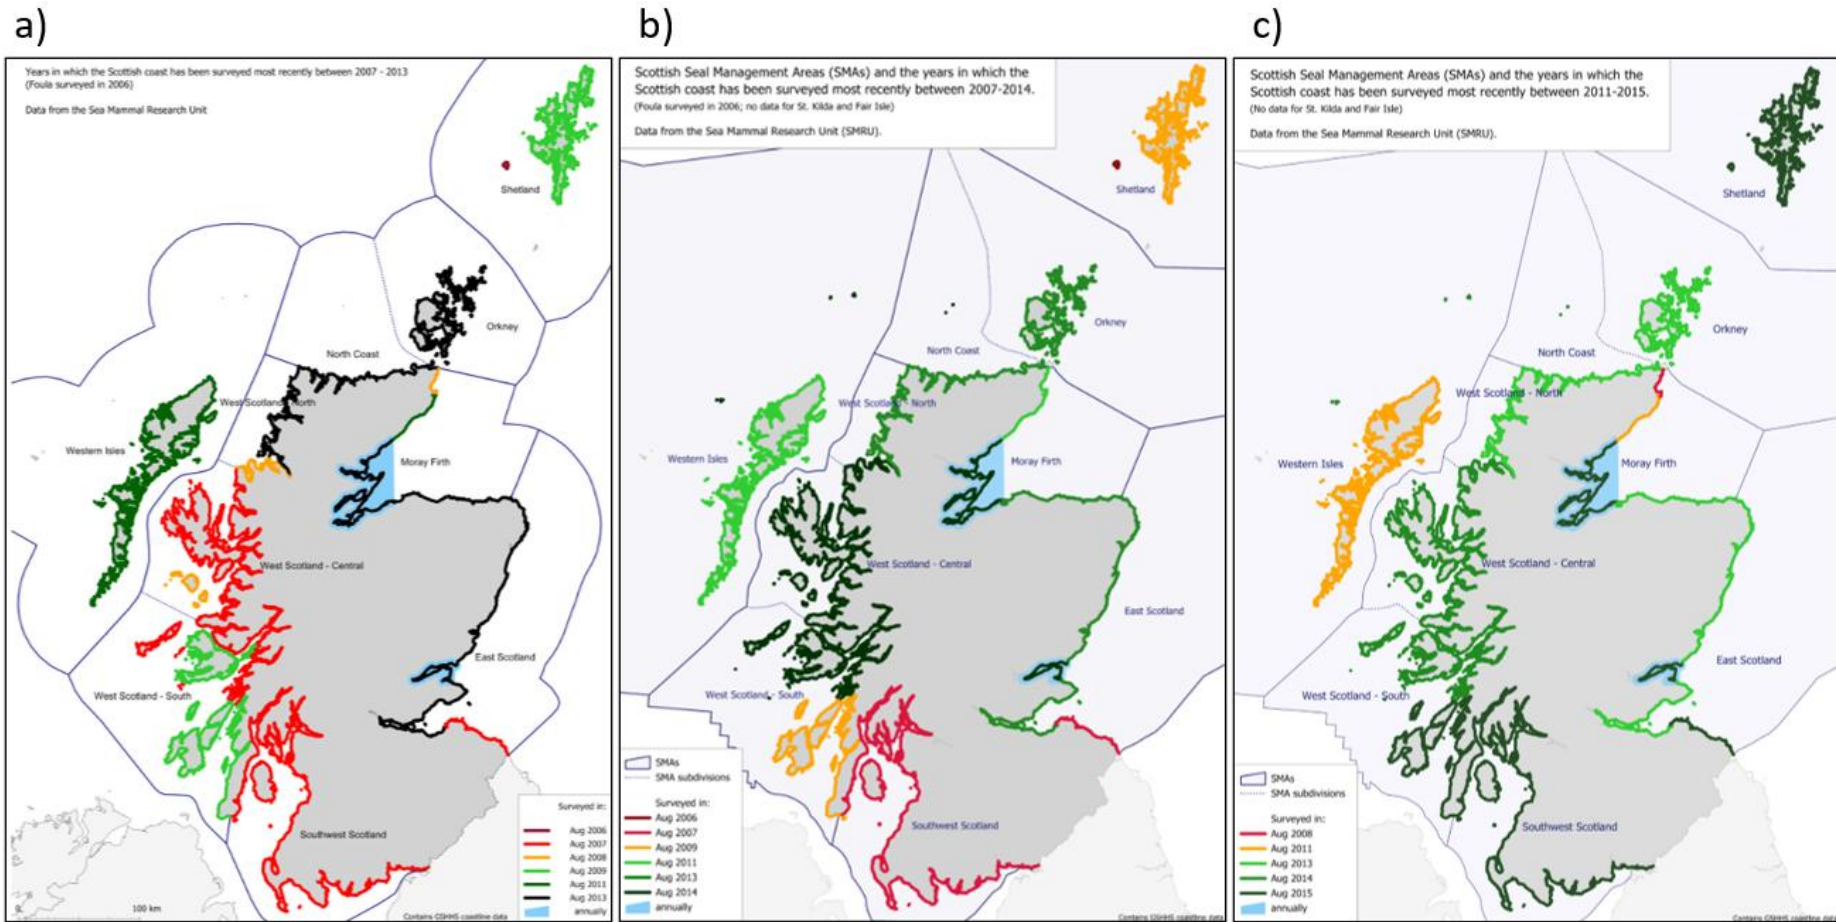 a)
Years in which the Scottish coast has been surveyed most recently between 2007 - 2013
(Foula surveyed in 2006)
Data from the Sea Mammal Research Unit
Shetland
Orkney
North Coast
West Scotland - North
Western Isles
Moray Firth
West Scotland - Central
East Scotland
West Scotland - South
Southwest Scotland
Surveyed in:
Aug 2006
Aug 2007
Aug 2008
Aug 2009
Aug 2011
Aug 2013
annually
0
100 km
Contains GSHHS coastline data
b)
Scottish Seal Management Areas (SMAs) and the years in which the
Scottish coast has been surveyed most recently between 2007-2014.
(Foula surveyed in 2006; no data for St. Kilda and Fair Isle)
Data from the Sea Mammal Research Unit (SMRU).
Shetland
Orkney
North Coast
West Scotland - North
Western Isles
Moray Firth
West Scotland - Central
East Scotland
West Scotland - South
Southwest Scotland
SMAs
SMA subdivisions
Surveyed in:
Aug 2006
Aug 2007
Aug 2009
Aug 2011
Aug 2013
Aug 2014
annually
Contains GSHHS coastline data
c)
Scottish Seal Management Areas (SMAs) and the years in which the
Scottish coast has been surveyed most recently between 2011-2015.
(No data for St. Kilda and Fair Isle)
Data from the Sea Mammal Research Unit (SMRU).
Shetland
Orkney
North Coast
West Scotland - North
Western Isles
Moray Firth
West Scotland - Central
East Scotland
West Scotland - South
Southwest Scotland
SMAs
SMA subdivisions
Surveyed in:
Aug 2008
Aug 2011
Aug 2013
Aug 2014
Aug 2015
annually
Contains GSHHS coastline data